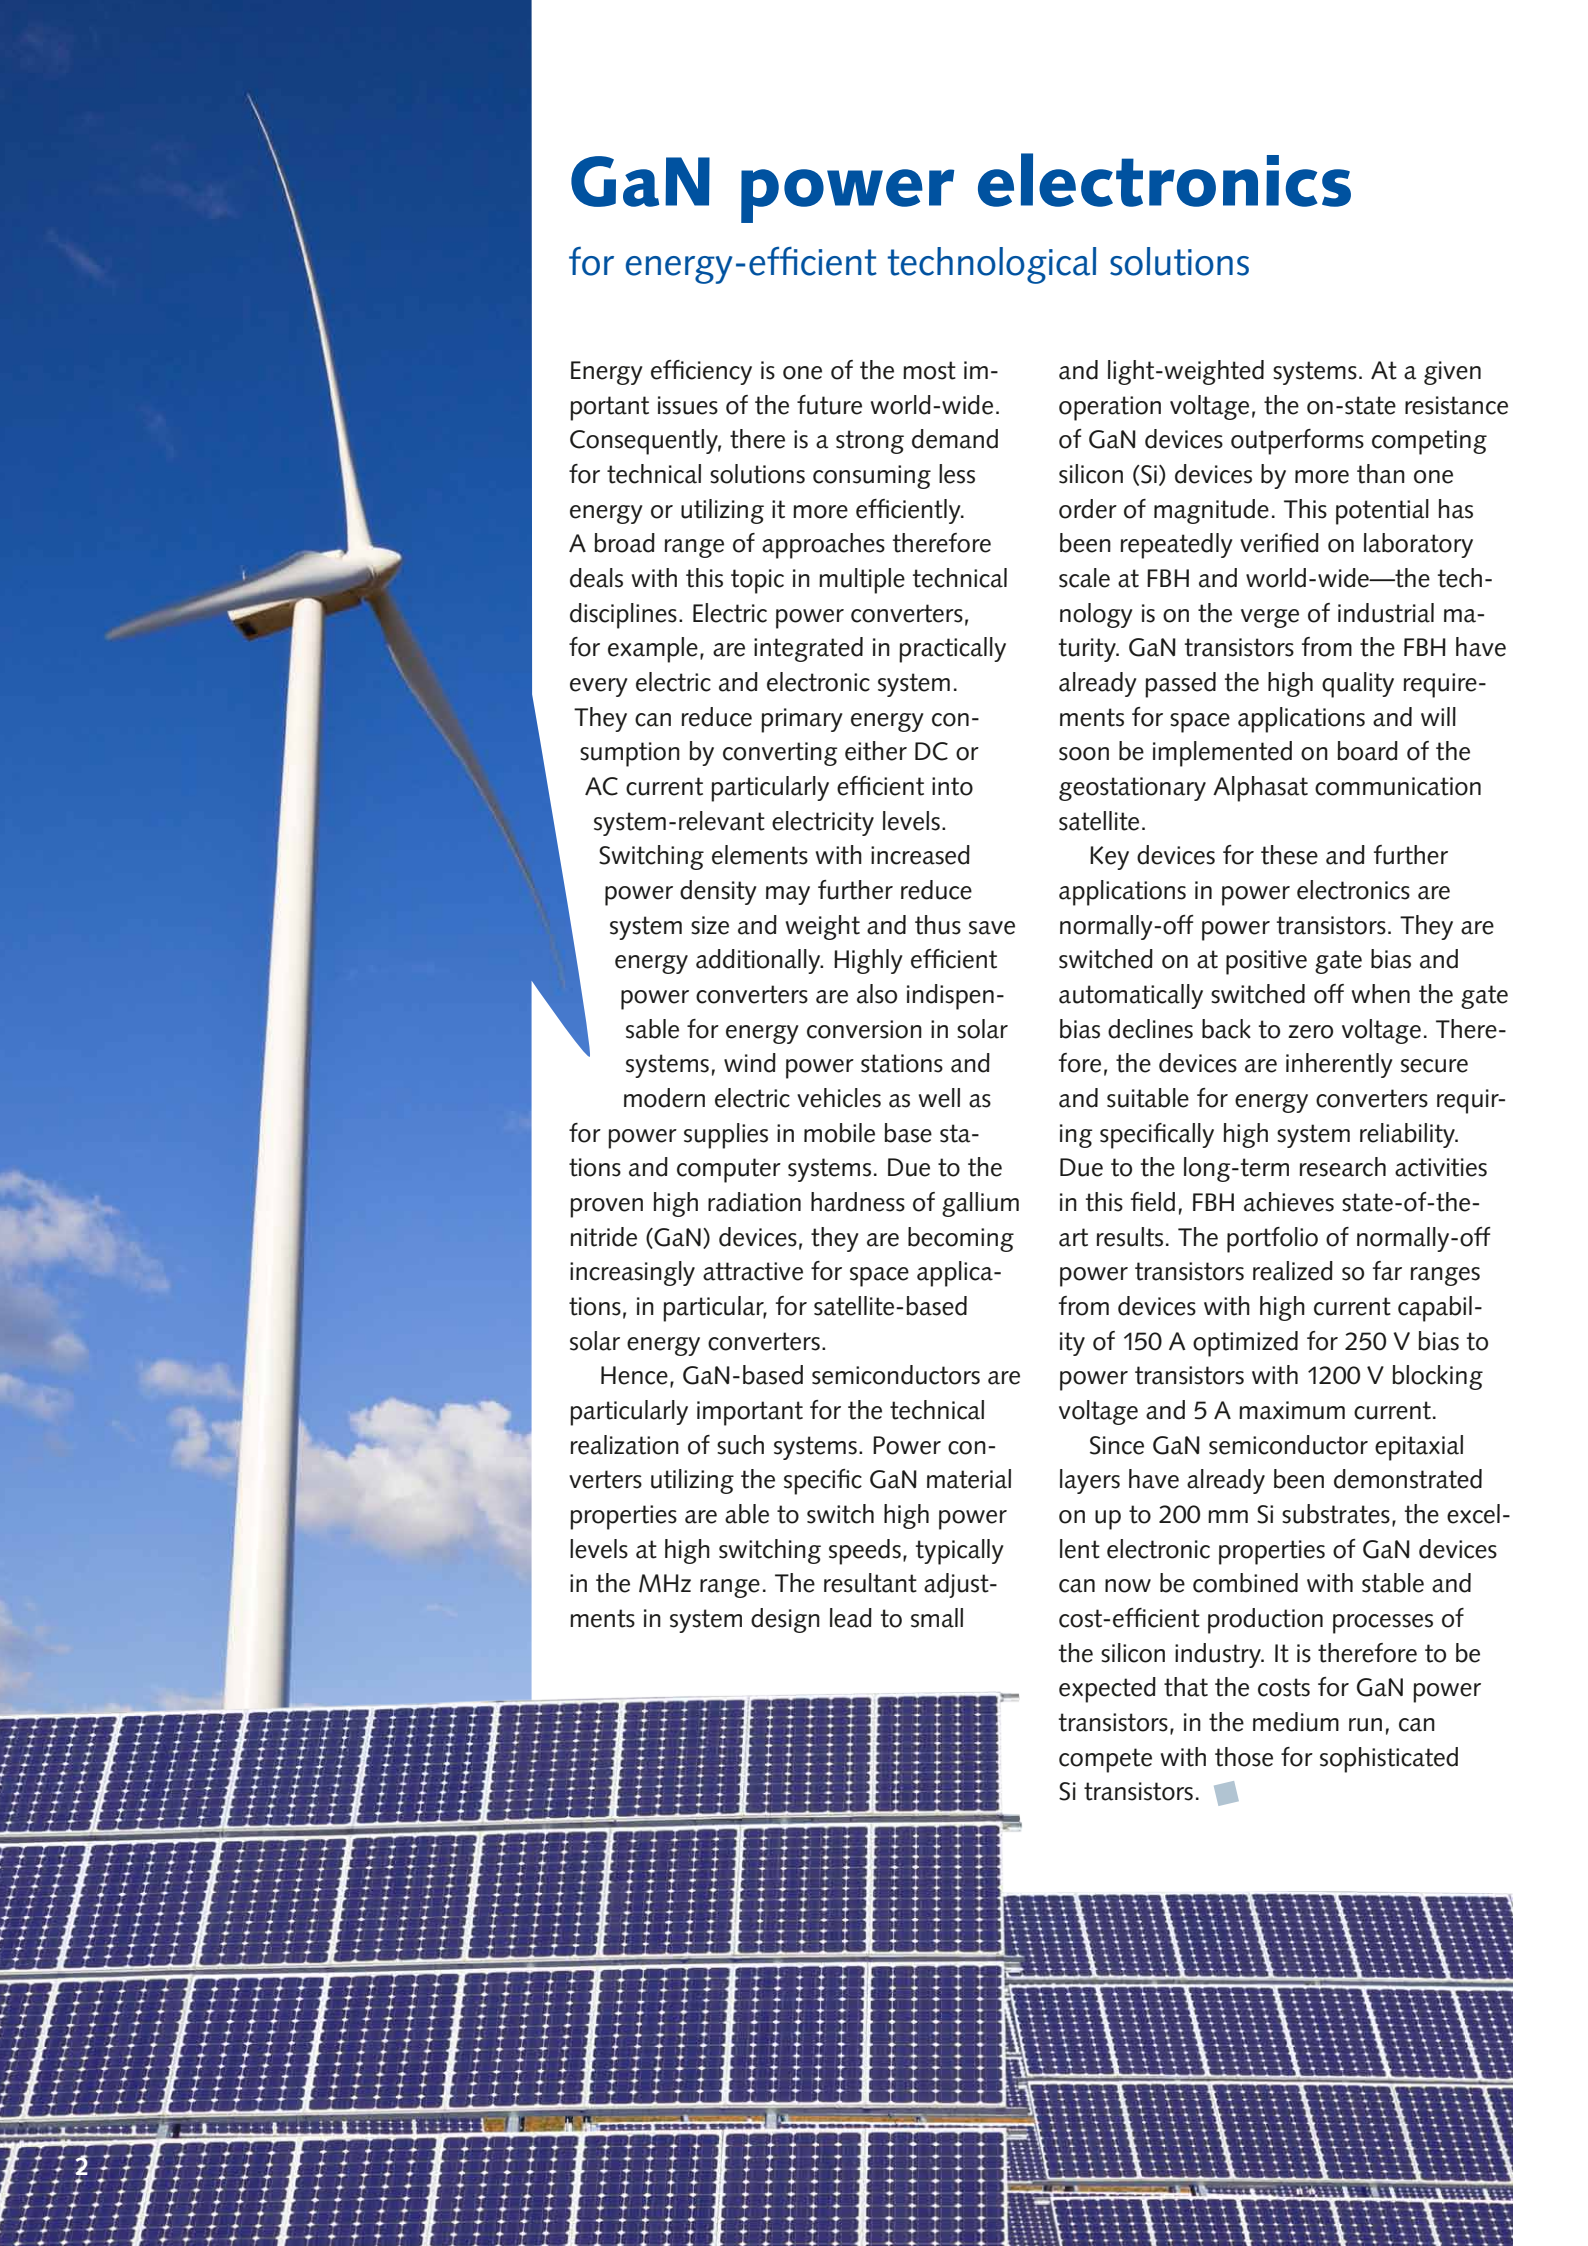 GaN power electronics
for energy-efficient technological solutions
Energy efficiency is one of the most im-
portant issues of the future world-wide.
Consequently, there is a strong demand
for technical solutions consuming less
energy or utilizing it more efficiently.
A broad range of approaches therefore
deals with this topic in multiple technical
disciplines. Electric power converters,
for example, are integrated in practically
every electric and electronic system.
They can reduce primary energy con-
sumption by converting either DC or
AC current particularly efficient into
system-relevant electricity levels.
Switching elements with increased
power density may further reduce
system size and weight and thus save
energy additionally. Highly efficient
power converters are also indispen-
sable for energy conversion in solar
systems, wind power stations and
modern electric vehicles as well as
for power supplies in mobile base sta-
tions and computer systems. Due to the
proven high radiation hardness of gallium
nitride (GaN) devices, they are becoming
increasingly attractive for space applica-
tions, in particular, for satellite-based
solar energy converters.
Hence, GaN-based semiconductors are
particularly important for the technical
realization of such systems. Power con-
verters utilizing the specific GaN material
properties are able to switch high power
levels at high switching speeds, typically
in the MHz range. The resultant adjust-
ments in system design lead to small
and light-weighted systems. At a given
operation voltage, the on-state resistance
of GaN devices outperforms competing
silicon (Si) devices by more than one
order of magnitude. This potential has
been repeatedly verified on laboratory
scale at FBH and world-wide—the tech-
nology is on the verge of industrial ma-
turity. GaN transistors from the FBH have
already passed the high quality require-
ments for space applications and will
soon be implemented on board of the
geostationary Alphasat communication
satellite.
Key devices for these and further
applications in power electronics are
normally-off power transistors. They are
switched on at positive gate bias and
automatically switched off when the gate
bias declines back to zero voltage. There-
fore, the devices are inherently secure
and suitable for energy converters requir-
ing specifically high system reliability.
Due to the long-term research activities
in this field, FBH achieves state-of-the-
art results. The portfolio of normally-off
power transistors realized so far ranges
from devices with high current capabil-
ity of 150 A optimized for 250 V bias to
power transistors with 1200 V blocking
voltage and 5 A maximum current.
Since GaN semiconductor epitaxial
layers have already been demonstrated
on up to 200 mm Si substrates, the excel-
lent electronic properties of GaN devices
can now be combined with stable and
cost-efficient production processes of
the silicon industry. It is therefore to be
expected that the costs for GaN power
transistors, in the medium run, can
compete with those for sophisticated
Si transistors.
2